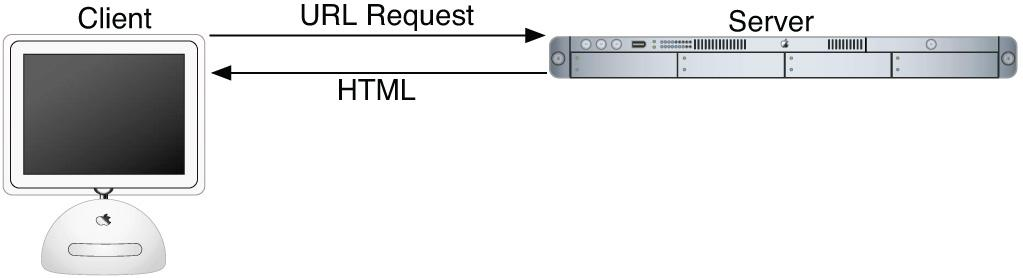 Client
URL Request
Server
HTML